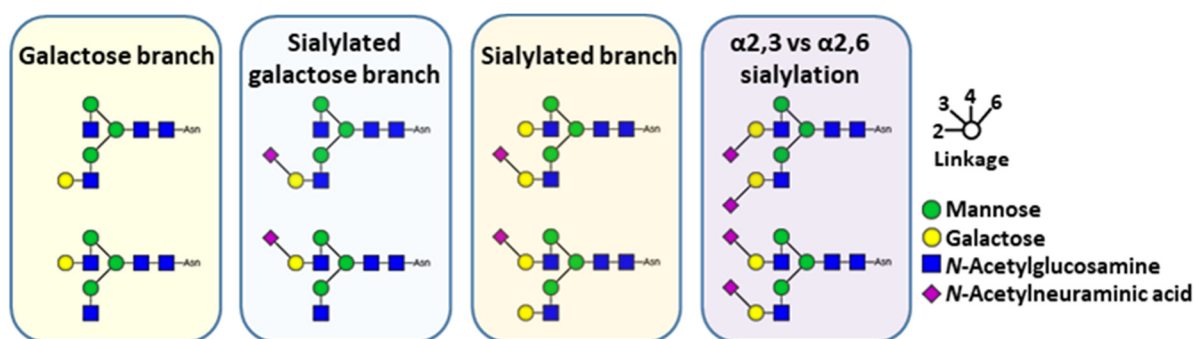 Galactose branch
Asn
Asn
Sialylated
galactose branch
Asn
Asn
Sialylated branch
Asn
Asn
α2,3 vs α2,6
sialylation
Asn
Asn
3 4 6
2
Linkage
Mannose
Galactose
N-Acetylglucosamine
N-Acetylneuraminic acid